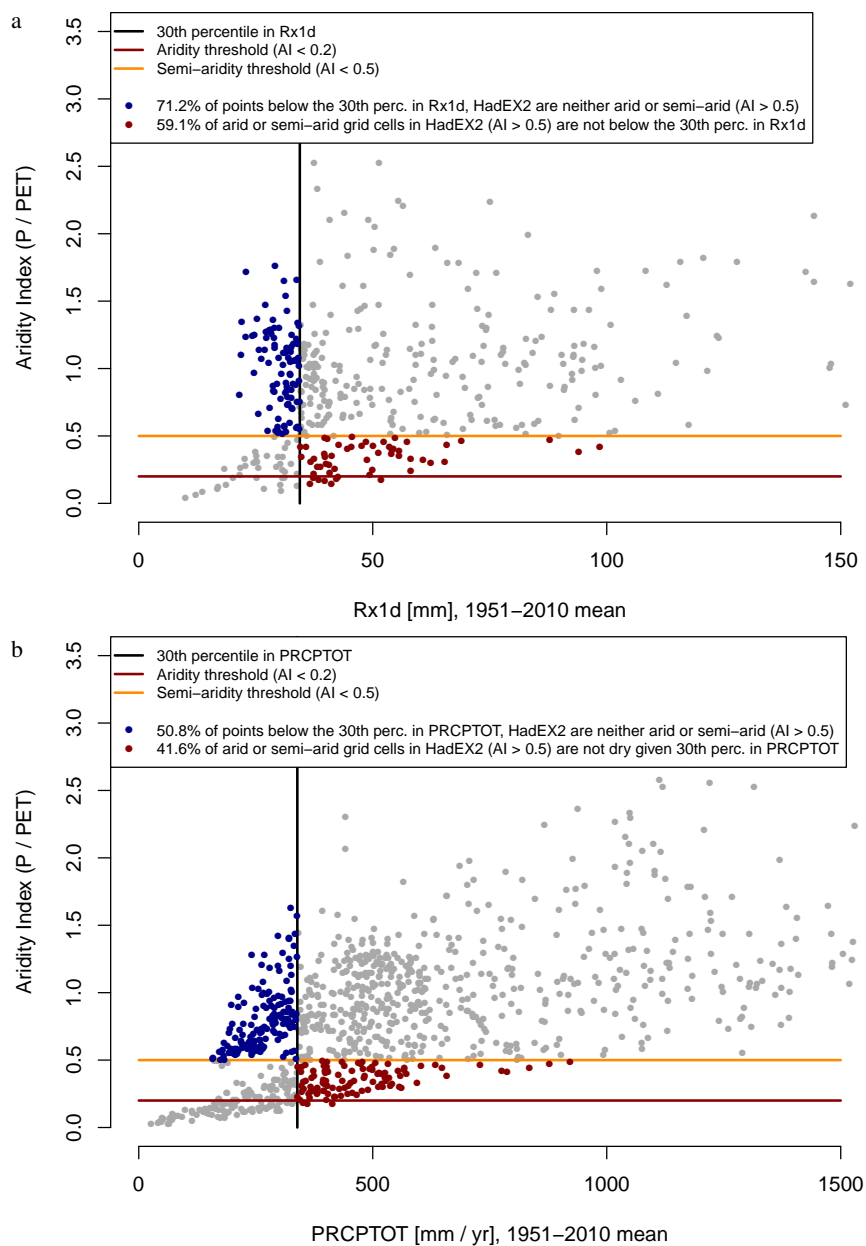 a
30th percentile in Rx1d
Aridity threshold (AI < 0.2)
Semi−aridity threshold (AI < 0.5)
71.2% of points below the 30th perc. in Rx1d, HadEX2 are neither arid or semi−arid (AI > 0.5)
59.1% of arid or semi−arid grid cells in HadEX2 (AI > 0.5) are not below the 30th perc. in Rx1d
Aridity Index (P / PET)
3.5
3.0
2.5
2.0
1.5
1.0
0.5
0.0
0 50 100 150
Rx1d [mm], 1951−2010 mean
b
30th percentile in PRCPTOT
Aridity threshold (AI < 0.2)
Semi−aridity threshold (AI < 0.5)
50.8% of points below the 30th perc. in PRCPTOT, HadEX2 are neither arid or semi−arid (AI > 0.5)
41.6% of arid or semi−arid grid cells in HadEX2 (AI > 0.5) are not dry given 30th perc. in PRCPTOT
Aridity Index (P / PET)
3.5
3.0
2.5
2.0
1.5
1.0
0.5
0.0
0 500 1000 1500
PRCPTOT [mm / yr], 1951−2010 mean